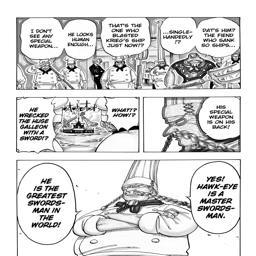 I DON'T
SEE ANY
SPECIAL
WEAPON...
HE LOOKS
HUMAN
ENOUGH...
THAT'S THE
ONE WHO
BLASTED
KRIEG'S SHIP
JUST NOW!?
SINGLE-
HANDEDLY
!?
DAT'S HIM?
THE FIEND
WHO SANK
50 SHIPS...
HE
WRECKED
THE HUGE
GALLEON
WITH A
SWORD!?
WHAT!?
HOW!?
HIS
SPECIAL
WEAPON
IS ON HIS
BACK!
YES!
HAWK-EYE
IS A
MASTER
SWORDS-
MAN.
HE
IS THE
GREATEST
SWORDS-
MAN IN
THE
WORLD!